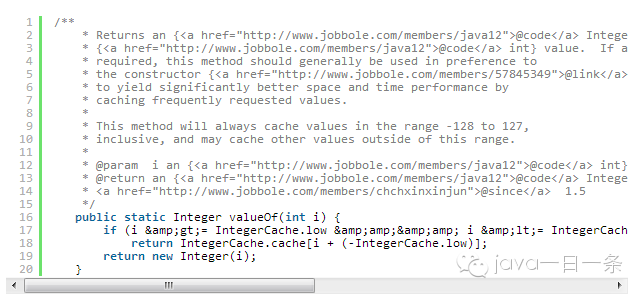 1 /**
2 * Returns an {<a href="http://www.jobbole.com/members/java12">@code</a> Intege
3 * {<a href="http://www.jobbole.com/members/java12">@code</a> int} value. If a
4 * required, this method should generally be used in preference to
5 * the constructor {<a href="http://www.jobbole.com/members/57845349">@link</a>
6 * to yield significantly better space and time performance by
7 * caching frequently requested values.
8 *
9 * This method will always cache values in the range -128 to 127,
10 * inclusive, and may cache other values outside of this range.
11 *
12 * @param i an {<a href="http://www.jobbole.com/members/java12">@code</a> int}
13 * @return an {<a href="http://www.jobbole.com/members/java12">@code</a> Intege
14 * <a href="http://www.jobbole.com/members/chchxinxinjun">@since</a> 1.5
15 */
16 public static Integer valueOf(int i) {
17 if (i &amp;gt;= IntegerCache.low &amp;amp;&amp;amp; i &amp;lt;= IntegerCach
18 return IntegerCache.cache[i + (-IntegerCache.low)];
19 return new Integer(i);
20 }
java一日一条